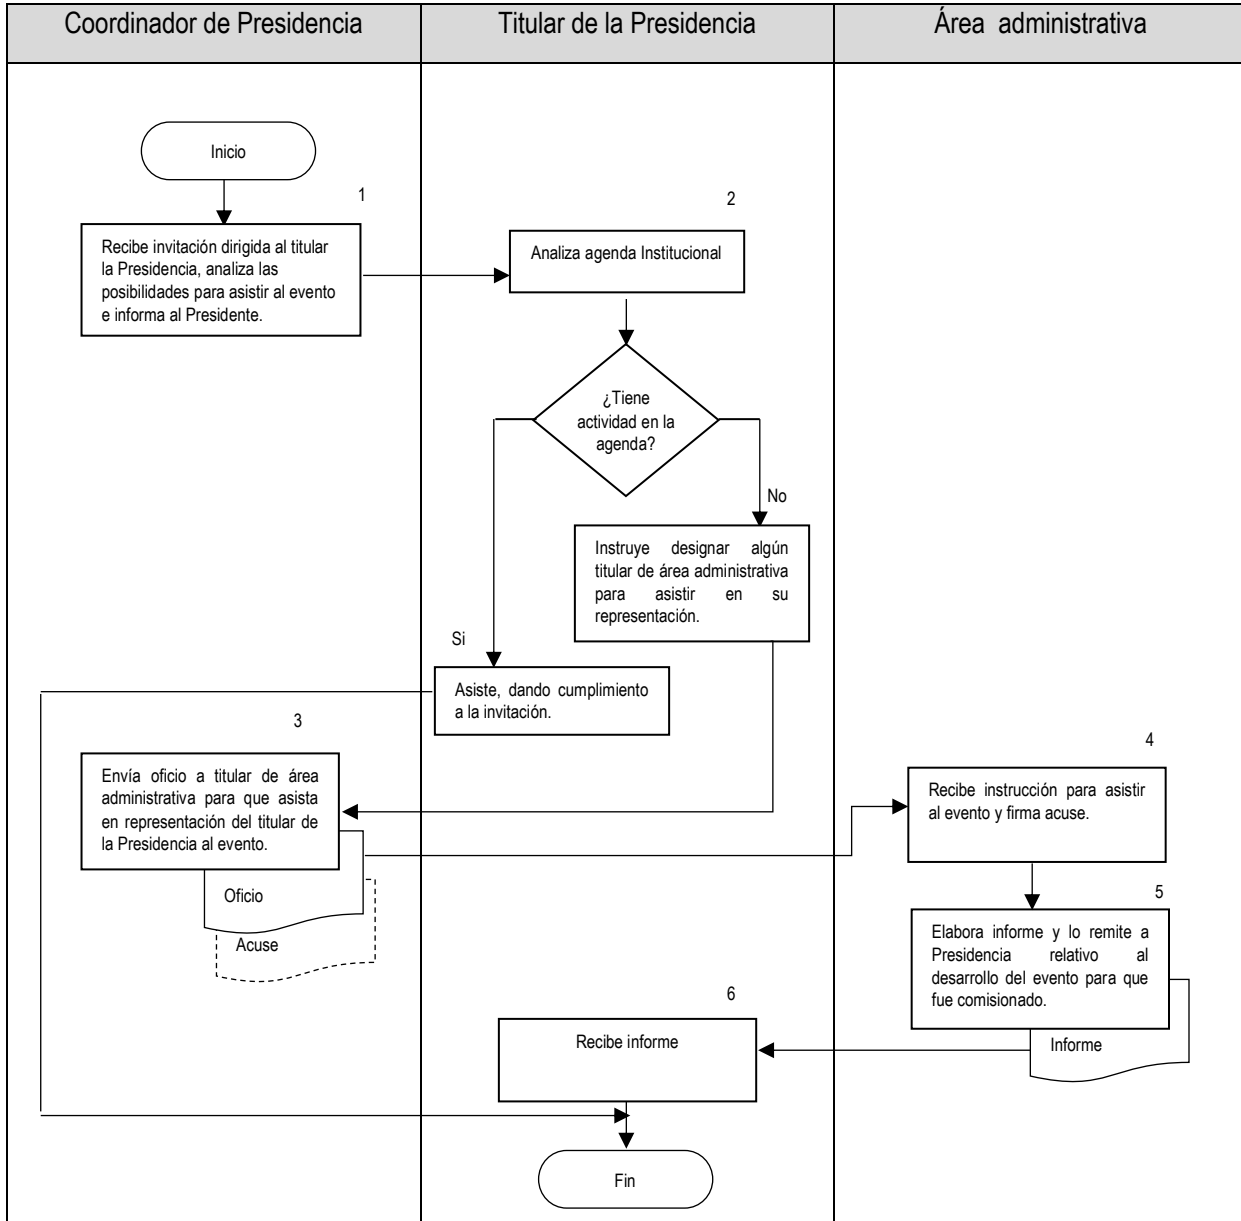 Coordinador de Presidencia
Titular de la Presidencia
Área administrativa
Inicio
1
Recibe invitación dirigida al titular
la Presidencia, analiza las
posibilidades para asistir al evento
e informa al Presidente.
2
Analiza agenda Institucional
¿Tiene
actividad en la
agenda?
No
Instruye designar algún
titular de área administrativa
para asistir en su
representación.
Si
Asiste, dando cumplimiento
a la invitación.
3
Envía oficio a titular de área
administrativa para que asista
en representación del titular de
la Presidencia al evento.
Oficio
Acuse
4
Recibe instrucción para asistir
al evento y firma acuse.
5
Elabora informe y lo remite a
Presidencia relativo al
desarrollo del evento para que
fue comisionado.
Informe
6
Recibe informe
Fin